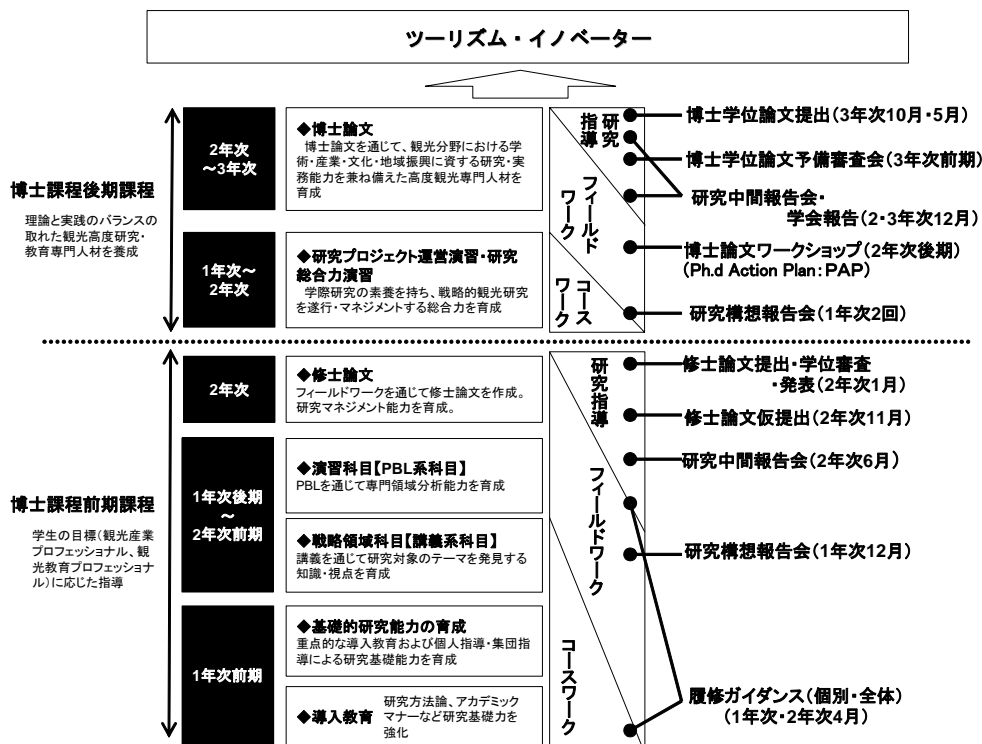 ツーリズム・イノベーター
博士課程後期課程
理論と実践のバランスの
取れた観光高度研究・
教育専門人材を養成
2年次
～3年次
◆博士論文
博士論文を通じて、観光分野における学
術・産業・文化・地域振興に資する研究・実
務能力を兼ね備えた高度観光専門人材を
育成
1年次～
2年次
◆研究プロジェクト運営演習・研究
総合力演習
学際研究の素養を持ち、戦略的観光研究
を遂行・マネジメントする総合力を育成
研究
指導
フィールド
ワーク
コース
ワーク
博士学位論文提出（3年次10月・5月）
博士学位論文予備審査会（3年次前期）
研究中間報告会・
学会報告（2・3年次12月）
博士論文ワークショップ（2年次後期）
(Ph.d Action Plan：PAP)
研究構想報告会（1年次2回）
博士課程前期課程
学生の目標（観光産業
プロフェッショナル、観
光教育プロフェッショナ
ル）に応じた指導
2年次
◆修士論文
フィールドワークを通じて修士論文を作成。
研究マネジメント能力を育成。
1年次後期
～
2年次前期
◆演習科目【PBL系科目】
PBLを通じて専門領域分析能力を育成
◆戦略領域科目【講義系科目】
講義を通じて研究対象のテーマを発見する
知識・視点を育成
1年次前期
◆基礎的研究能力の育成
重点的な導入教育および個人指導・集団指
導による研究基礎能力を育成
◆導入教育
研究方法論、アカデミック
マナーなど研究基礎力を
強化
研究指導
フィールドワーク
コースワーク
修士論文提出・学位審査
・発表（2年次1月）
修士論文仮提出（2年次11月）
研究中間報告会（2年次6月）
研究構想報告会（1年次12月）
履修ガイダンス（個別・全体）
（1年次・2年次4月）